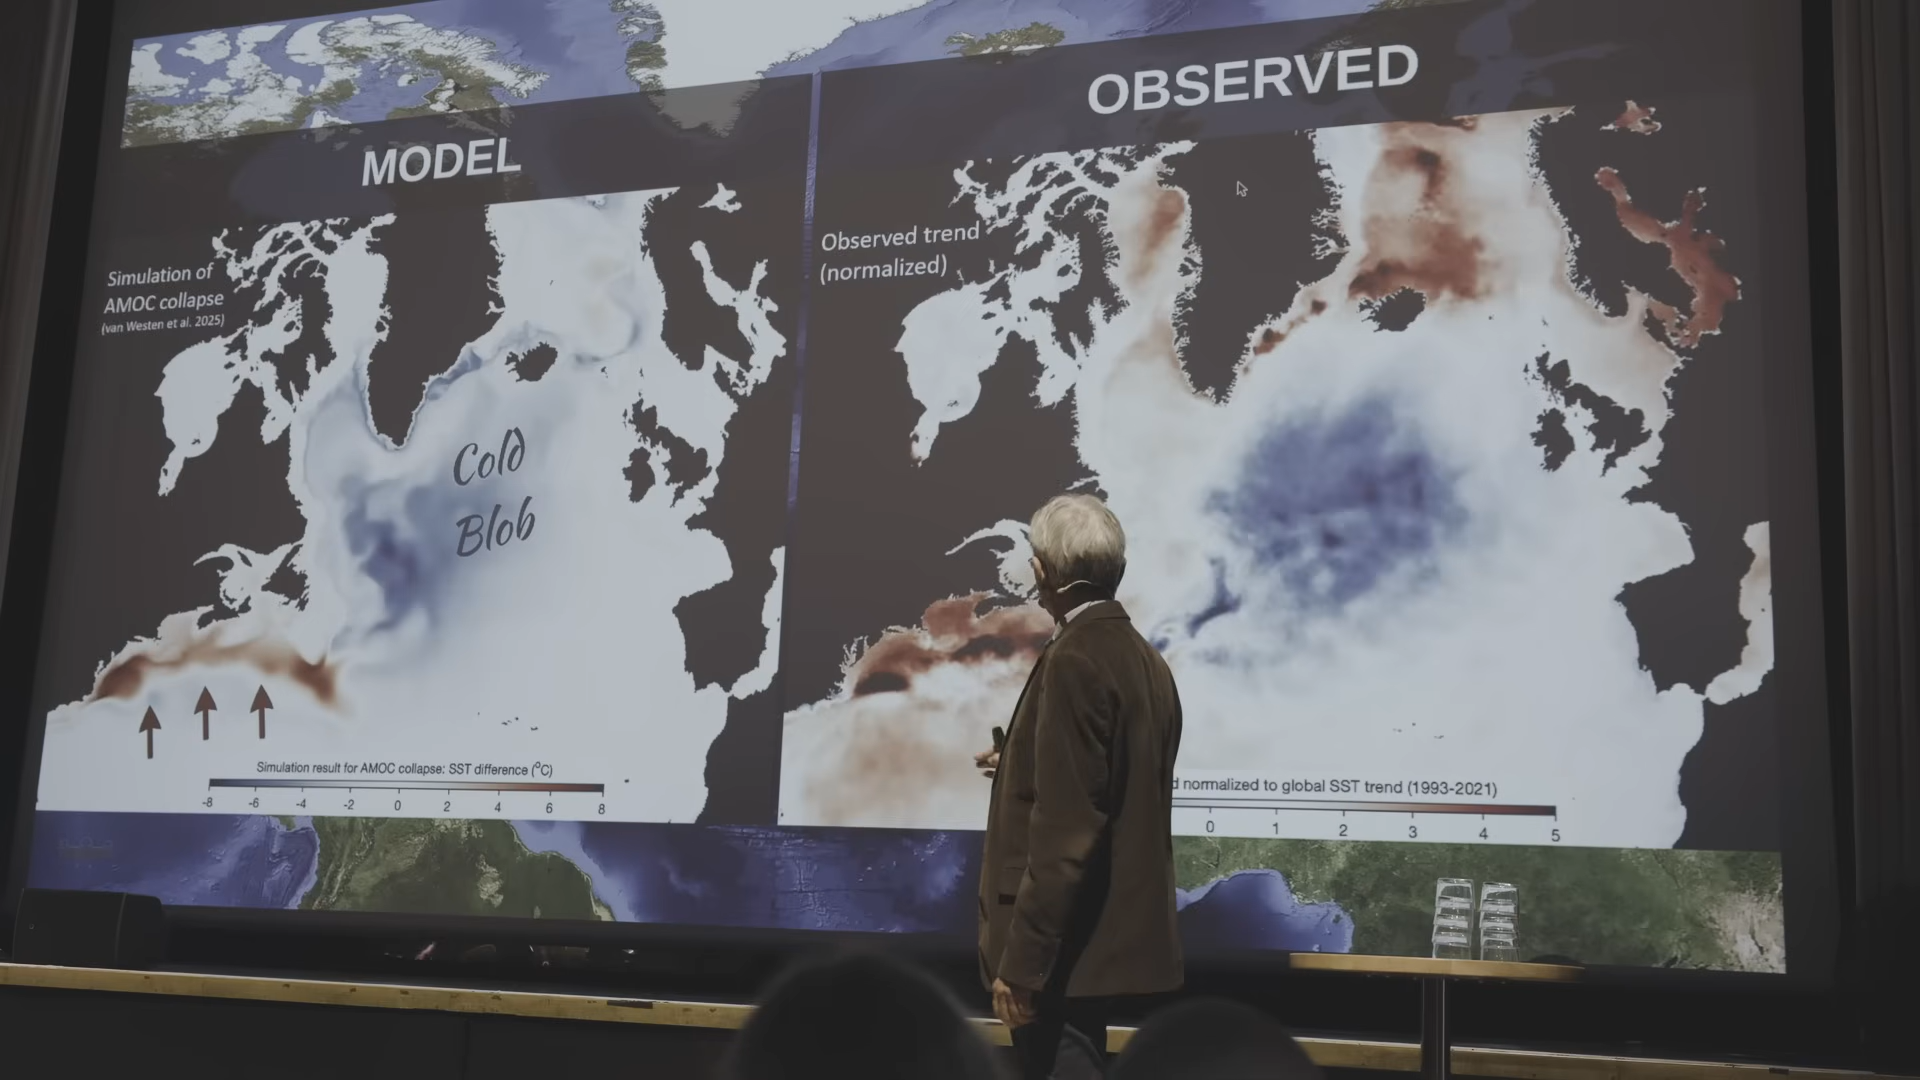 MODEL
Simulation of
AMOC collapse
(van Westen et al. 2025)
Cold
Blob
Simulation result for AMOC collapse: SST difference (°C)
-8 -6 -4 -2 0 2 4 6 8
OBSERVED
Observed trend
(normalized)
normalized to global SST trend (1993-2021)
0 1 2 3 4 5